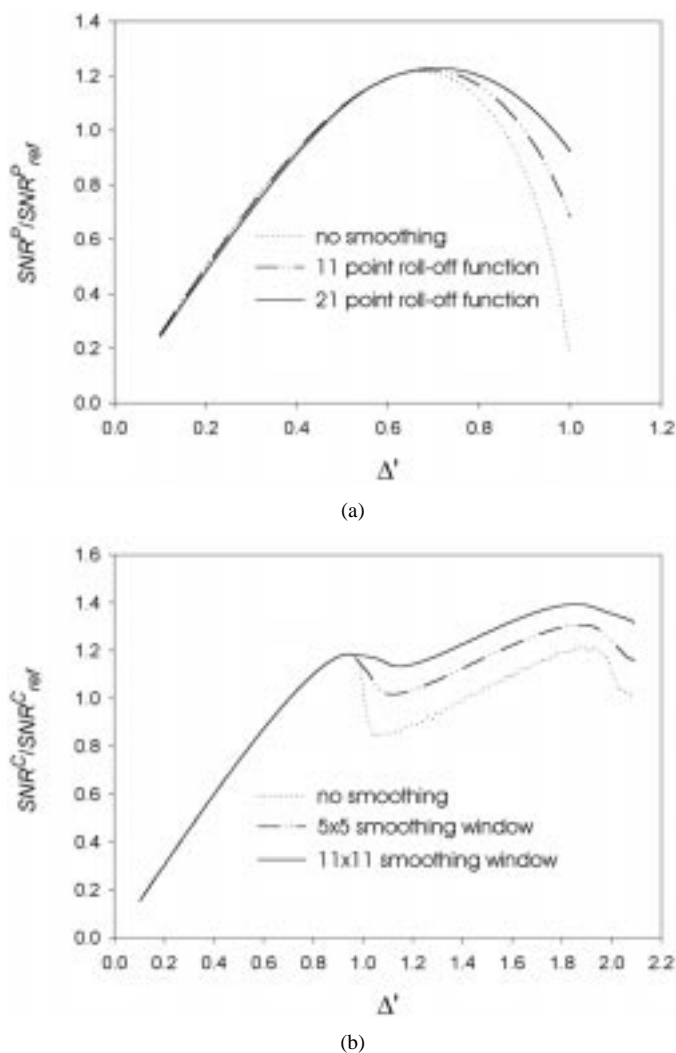 1.4
1.2
1.0
0.8
0.6
0.4
0.2
0.0
SNR^P/SNR^P_ref
no smoothing
11 point roll-off function
21 point roll-off function
0.0 0.2 0.4 0.6 0.8 1.0 1.2
Δ'
(a)
1.6
1.4
1.2
1.0
0.8
0.6
0.4
0.2
0.0
SNR^C/SNR^C_ref
no smoothing
5x5 smoothing window
11x11 smoothing window
0.0 0.2 0.4 0.6 0.8 1.0 1.2 1.4 1.6 1.8 2.0 2.2
Δ'
(b)